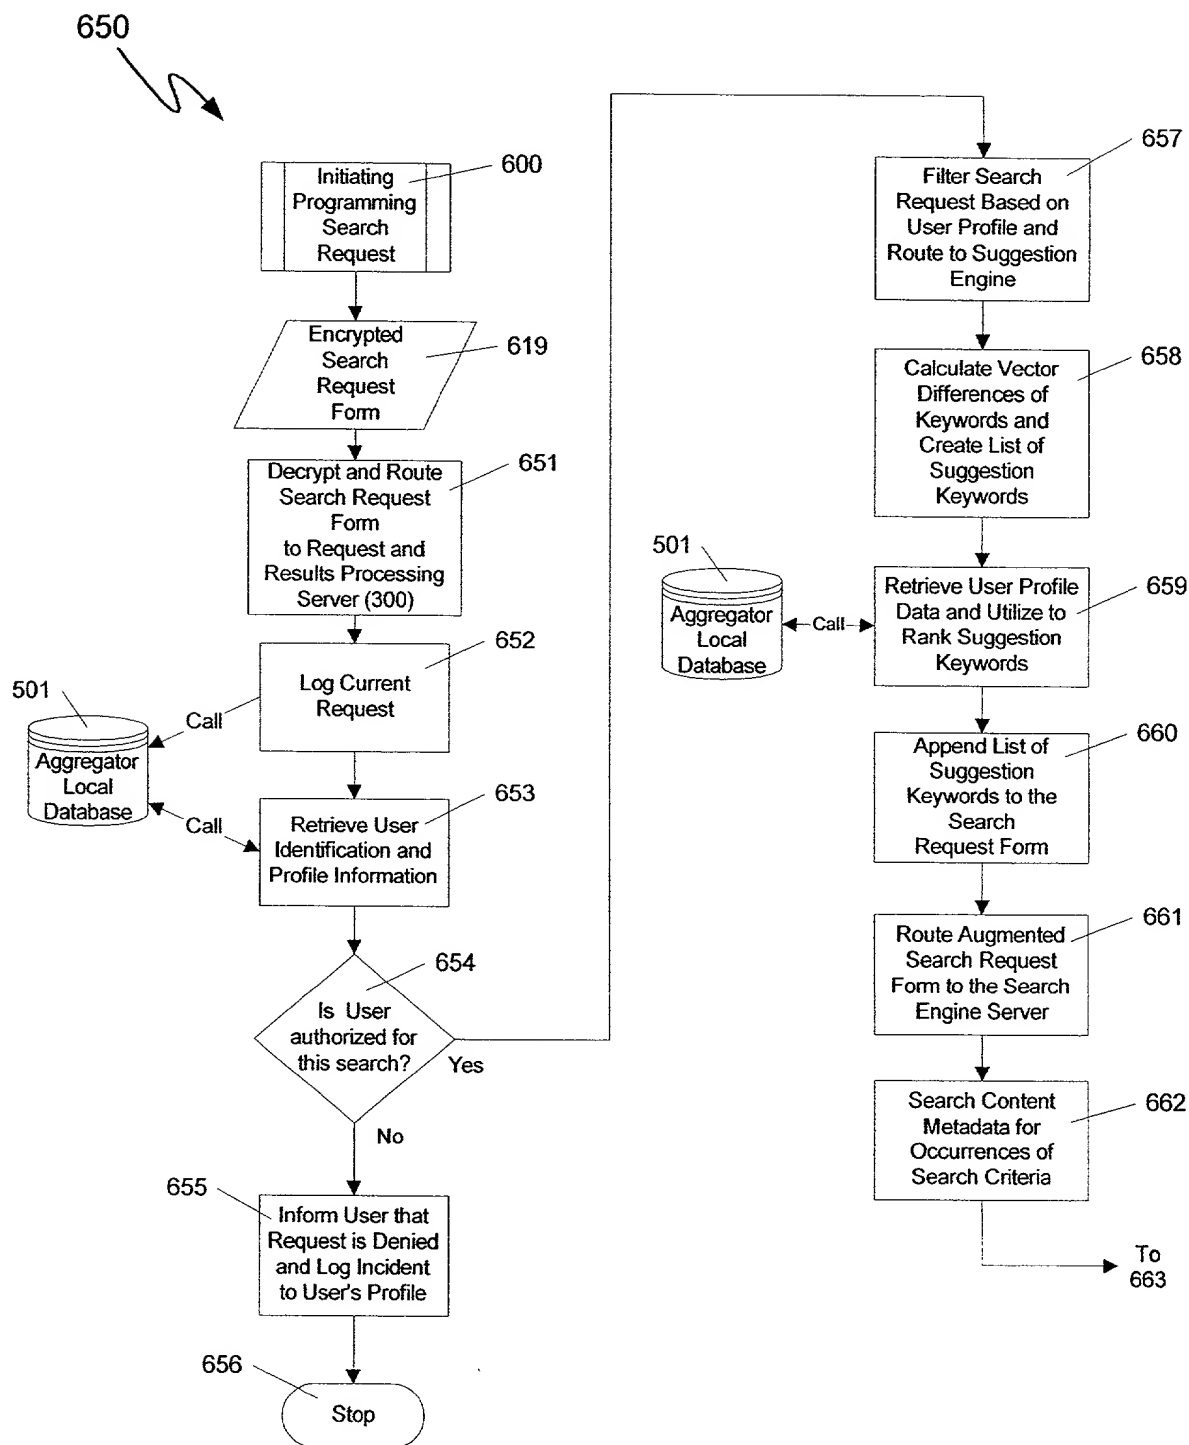 650
600
Initiating
Programming
Search
Request
619
Encrypted
Search
Request
Form
651
Decrypt and Route
Search Request
Form
to Request and
Results Processing
Server (300)
652
Log Current
Request
501
Call
Aggregator
Local
Database
653
Call
Retrieve User
Identification and
Profile Information
654
Is User
authorized for
this search?
Yes
No
655
Inform User that
Request is Denied
and Log Incident
to User's Profile
656
Stop
657
Filter Search
Request Based on
User Profile and
Route to Suggestion
Engine
658
Calculate Vector
Differences of
Keywords and
Create List of
Suggestion
Keywords
501
Aggregator
Local
Database
Call
659
Retrieve User Profile
Data and Utilize to
Rank Suggestion
Keywords
660
Append List of
Suggestion
Keywords to the
Search
Request Form
661
Route Augmented
Search Request
Form to the Search
Engine Server
662
Search Content
Metadata for
Occurrences of
Search Criteria
To
663